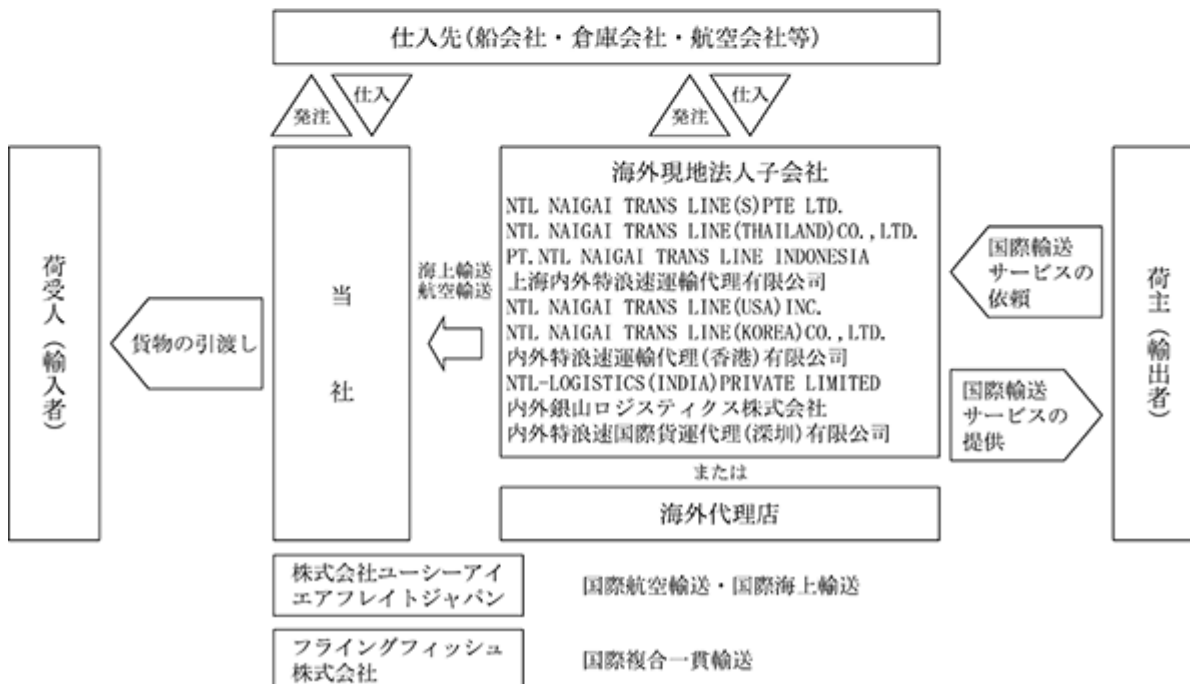 仕入先(船会社・倉庫会社・航空会社等)
発注
仕入
発注
仕入
荷受人(輸入者)
貨物の引渡し
当社
海上輸送
航空輸送
海外現地法人子会社
NTL NAIGAI TRANS LINE(S)PTE LTD.
NTL NAIGAI TRANS LINE(THAILAND)CO.,LTD.
PT.NTL NAIGAI TRANS LINE INDONESIA
上海内外特浪速運輸代理有限公司
NTL NAIGAI TRANS LINE(USA)INC.
NTL NAIGAI TRANS LINE(KOREA)CO.,LTD.
内外特浪速運輸代理(香港)有限公司
NTL-LOGISTICS(INDIA)PRIVATE LIMITED
内外銀山ロジスティクス株式会社
内外特浪速国際貨運代理(深圳)有限公司
または
海外代理店
国際輸送
サービスの
依頼
国際輸送
サービスの
提供
荷主(輸出者)
株式会社ユーシーアイ
エアフレイトジャパン
国際航空輸送・国際海上輸送
フライングフィッシュ
株式会社
国際複合一貫輸送